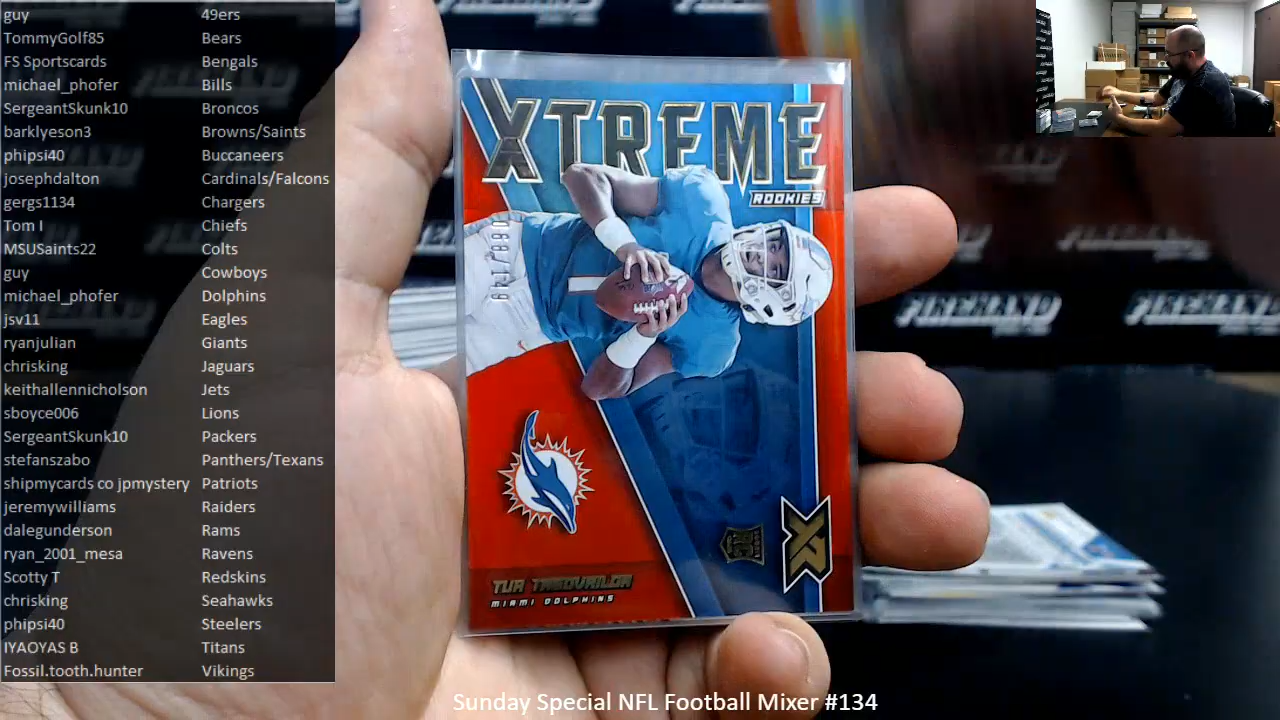 guy 49ers
TommyGolf85 Bears
FS Sportscards Bengals
michael_phofer Bills
SergeantSkunk10 Broncos
barklyeson3 Browns/Saints
phipsi40 Buccaneers
josephdalton Cardinals/Falcons
gergs1134 Chargers
Tom I Chiefs
MSUSaints22 Colts
guy Cowboys
michael_phofer Dolphins
jsv11 Eagles
ryanjulian Giants
chrisking Jaguars
keithallennicholson Jets
sboyce006 Lions
SergeantSkunk10 Packers
stefanszabo Panthers/Texans
shipmycards co jpmystery Patriots
jeremywilliams Raiders
dalegunderson Rams
ryan_2001_mesa Ravens
Scotty T Redskins
chrisking Seahawks
phipsi40 Steelers
IYAOYAS B Titans
Fossil.tooth.hunter Vikings
XTREME
ROOKIES
1
XR
TUA TAGOVAILOA
MIAMI DOLPHINS
FIREHAND
FIREHAND
Sunday Special NFL Football Mixer #134